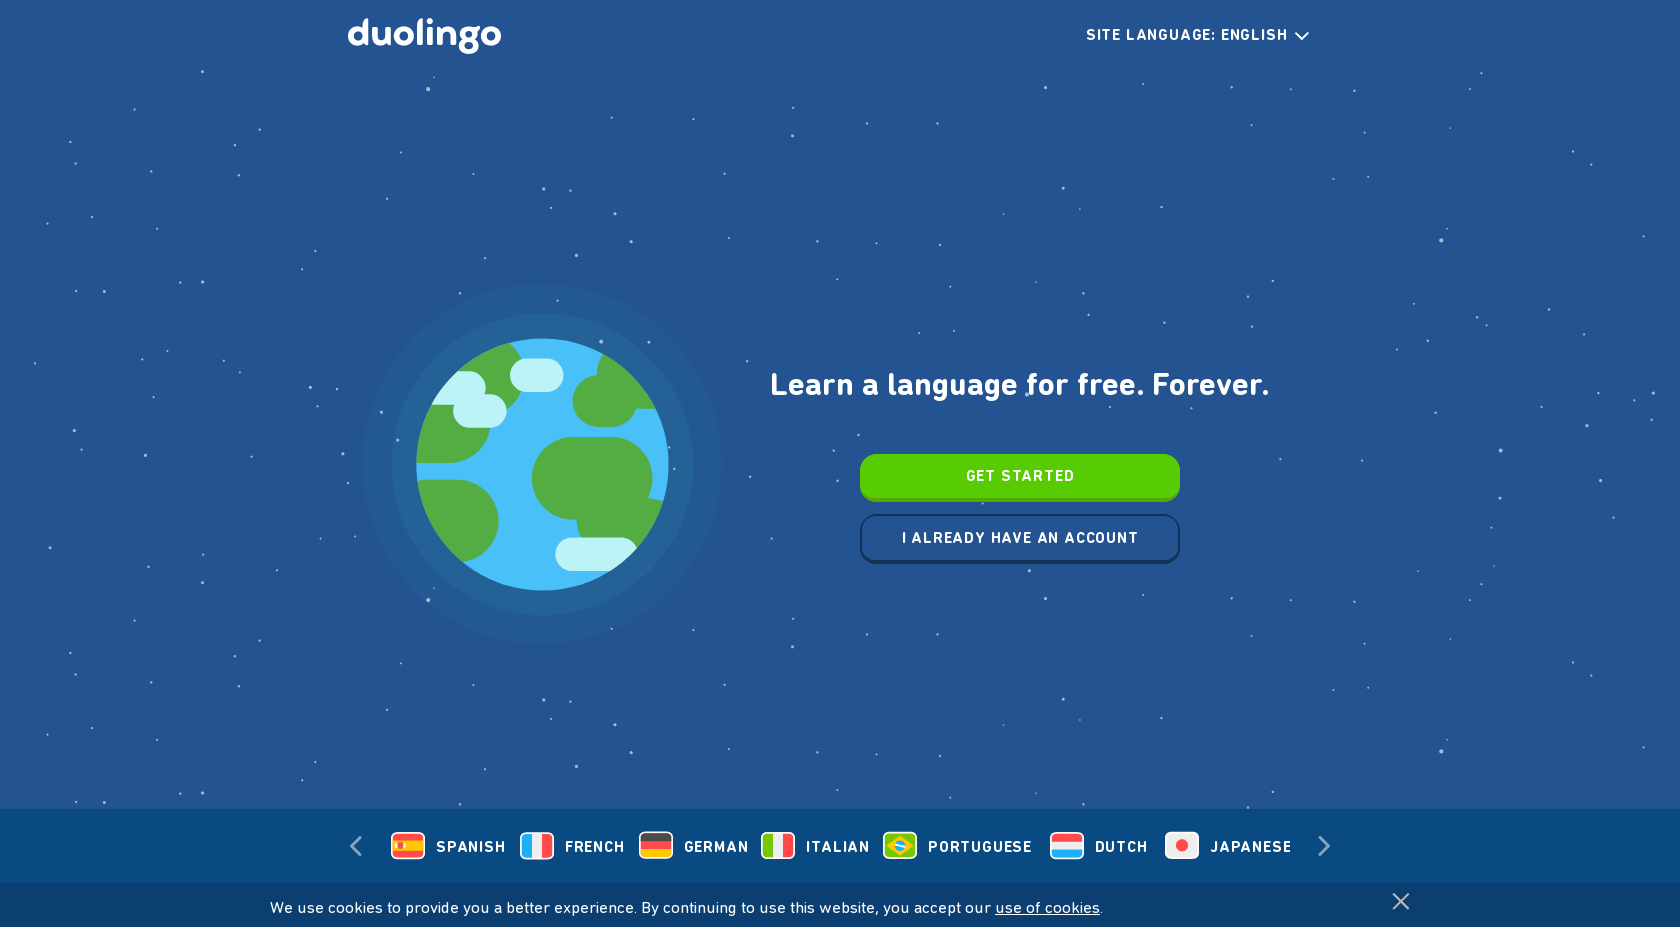 duolingo
SITE LANGUAGE: ENGLISH
Learn a language for free. Forever.
GET STARTED
I ALREADY HAVE AN ACCOUNT
SPANISH FRENCH GERMAN ITALIAN PORTUGUESE DUTCH JAPANESE
We use cookies to provide you a better experience. By continuing to use this website, you accept our use of cookies.